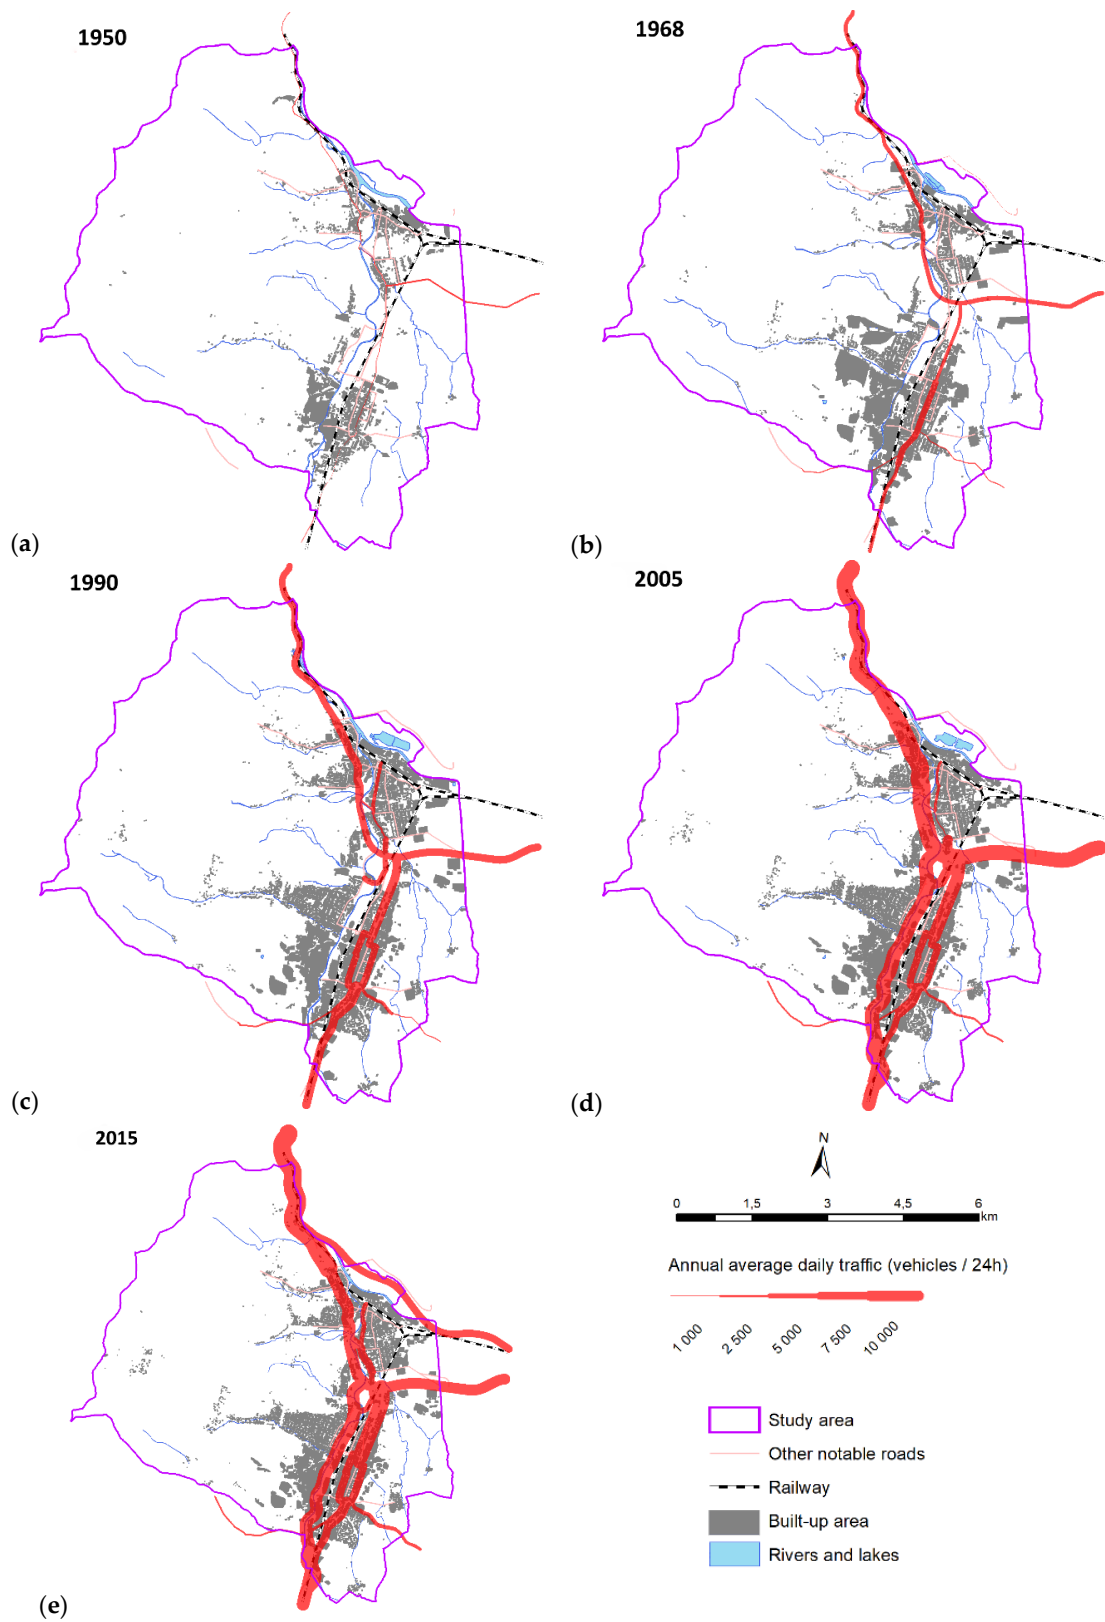 1950
1968
(a)
(b)
1990
2005
(c)
(d)
2015
N
0 1,5 3 4,5 6
km
Annual average daily traffic (vehicles / 24h)
1 000 2 500 5 000 7 500 10 000
Study area
Other notable roads
Railway
Built-up area
Rivers and lakes
(e)